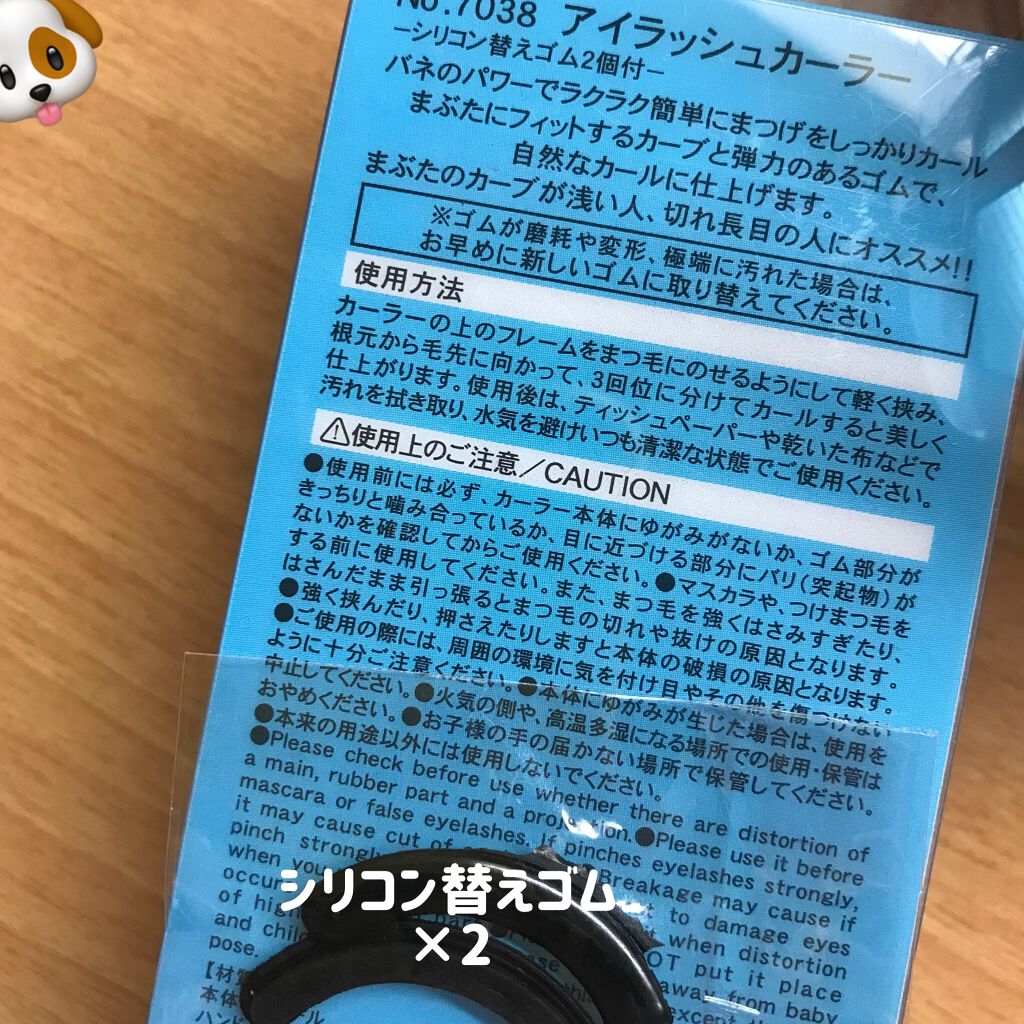 No.7038 アイラッシュカーラー
−シリコン替えゴム2個付−
バネのパワーでラクラク簡単にまつげをしっかりカール
まぶたにフィットするカーブと弾力のあるゴムで、
自然なカールに仕上げます。
まぶたのカーブが浅い人、切れ長目の人にオススメ!!
※ゴムが磨耗や変形、極端に汚れた場合は、
お早めに新しいゴムに取り替えてください。
使用方法
カーラーの上のフレームをまつ毛にのせるようにして軽く挟み、
根元から毛先に向かって、3回位に分けてカールすると美しく
仕上がります。使用後は、ティッシュペーパーや乾いた布などで
汚れを拭き取り、水気を避けいつも清潔な状態でご使用ください。
⚠使用上のご注意/CAUTION
●使用前には必ず、カーラー本体にゆがみがないか、ゴム部分が
きっちりと噛み合っているか、目に近づける部分にバリ(突起物)が
ないかを確認してからご使用ください。●マスカラや、つけまつ毛を
する前に使用してください。また、まつ毛を強くはさみすぎたり、
はさんだまま引っ張るとまつ毛の切れや抜けの原因となります。
●強く挟んだり、押さえたりしますと本体の破損の原因となります。
●ご使用の際には、周囲の環境に気を付け目やその他を傷つけない
ように十分ご注意ください。●本体にゆがみが生じた場合は、使用を
中止してください。●火気の側や、高温多湿になる場所での使用・保管は
おやめください。●お子様の手の届かない場所で保管してください。
●本来の用途以外には使用しないでください。
●Please check before use whether there are distortion of
a main, rubber part and a .●Please use it before
mascara or false eyelashes. If pinches eyelashes strongly,
it may cause cut of Breakage may cause if
pinch strongly to damage eyes
when you when distortion
occur NOT put it place
of high away from baby
and except
pose.
シリコン替えゴム
×2